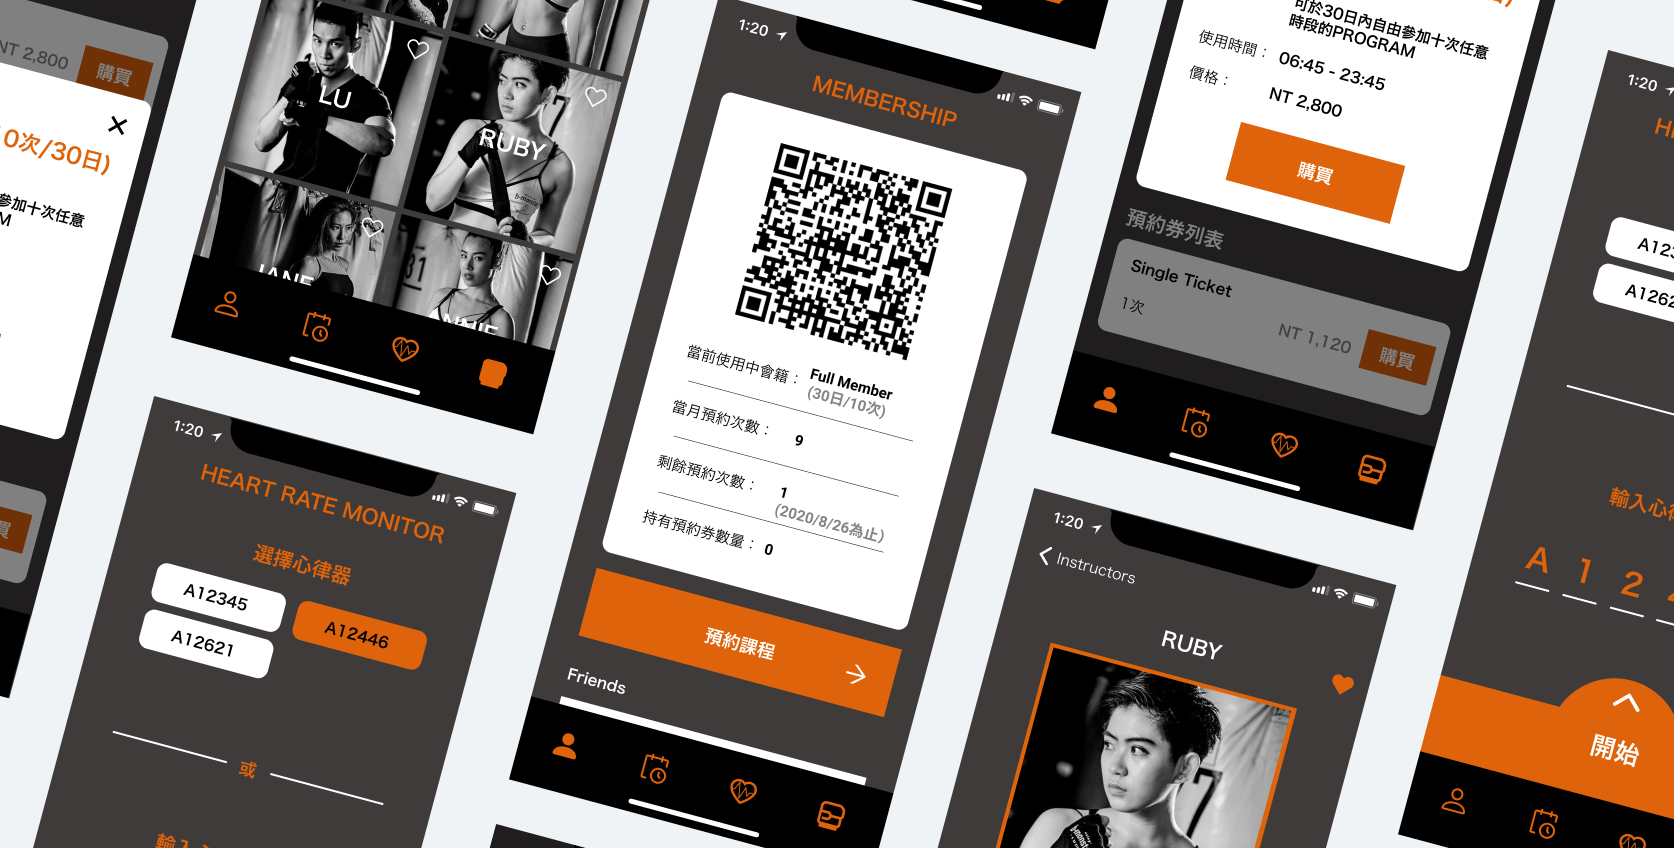 NT 2,800
購買
0次/30日)
參加十次任意
M
買
LU
RUBY
JANE
ANNIE
1:20
HEART RATE MONITOR
選擇心律器
A12345
A12446
A12621
或
輸入
1:20
MEMBERSHIP
當前使用中會籍：
Full Member
(30日/10次)
當月預約次數：
9
剩餘預約次數：
1
(2020/8/26為止)
持有預約券數量：
0
預約課程
Friends
可於30日內自由參加十次任意
時段的PROGRAM
使用時間：
06:45 - 23:45
價格：
NT 2,800
購買
預約券列表
Single Ticket
1次
NT 1,120
購買
1:20
Instructors
RUBY
1:20
H
A123
A1262
輸入心
A 1 2
開始